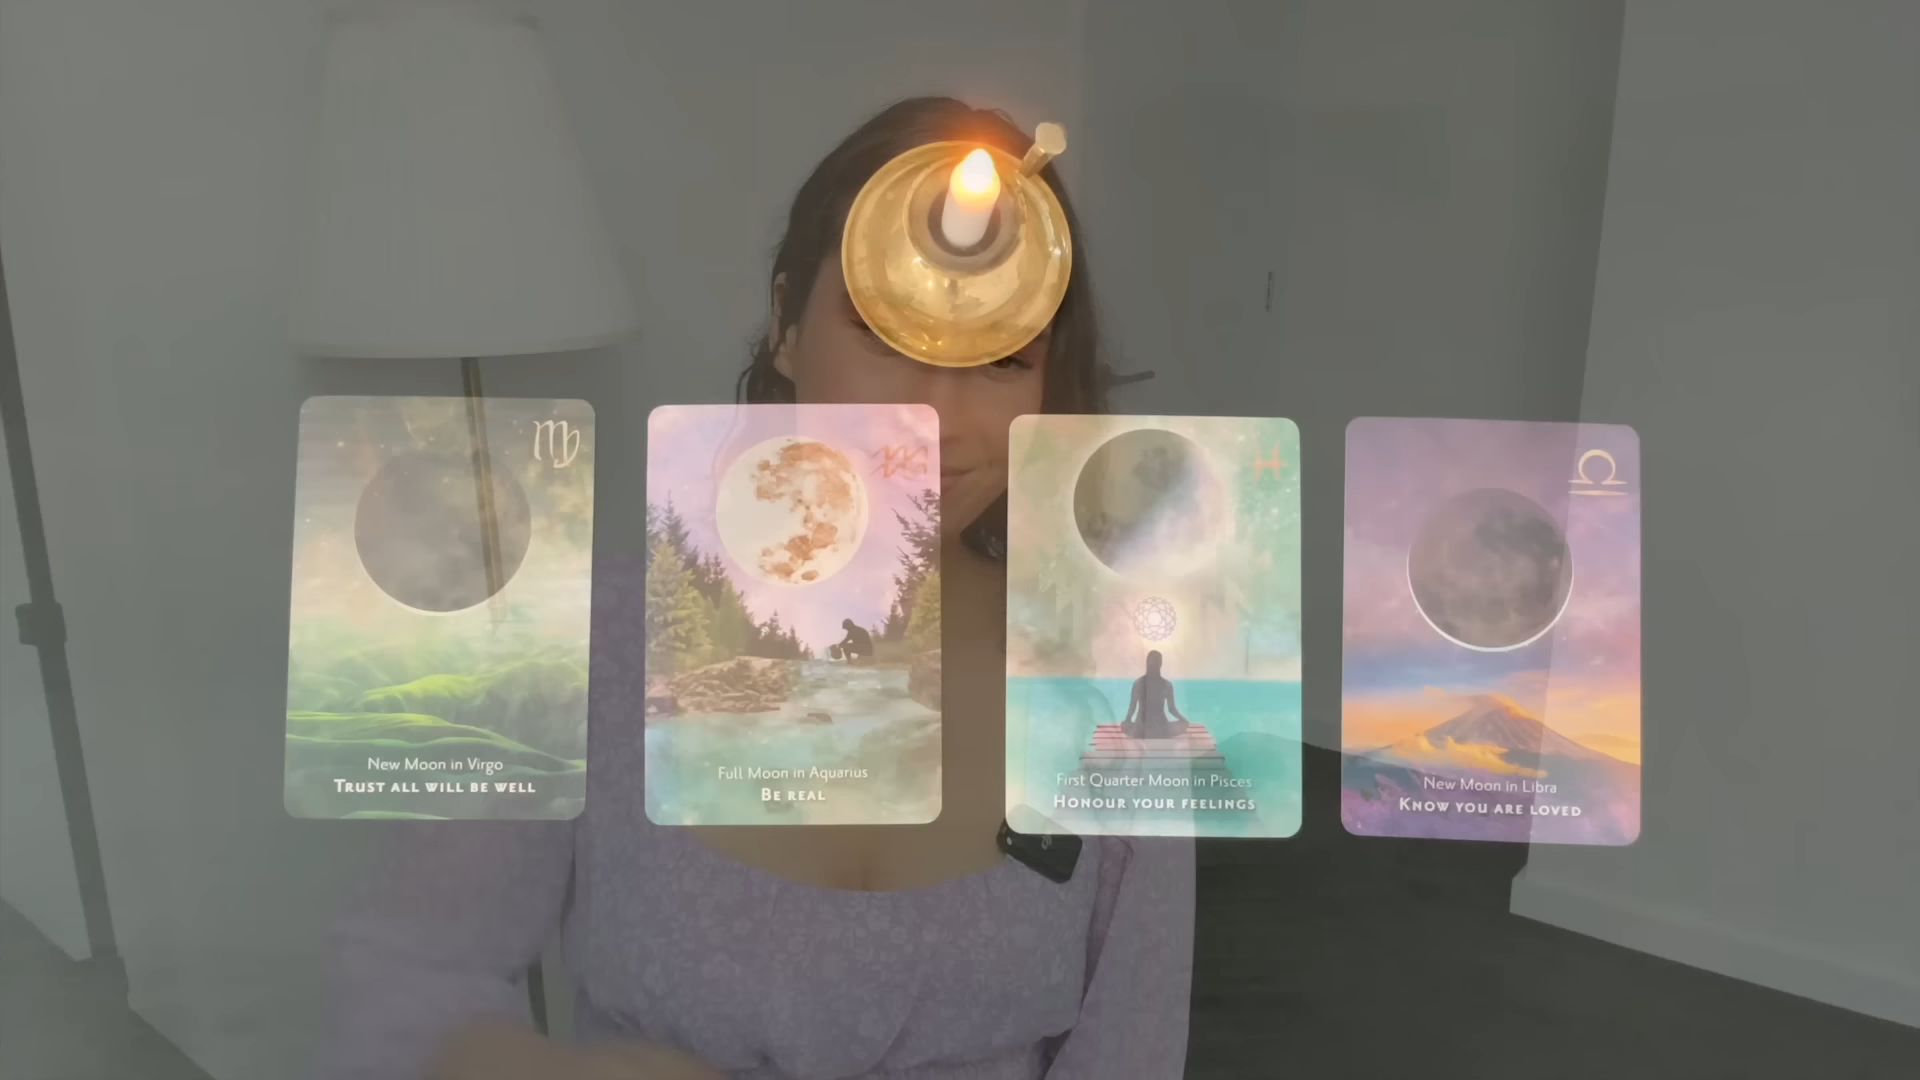 New Moon in Virgo
Trust all will be well
Full Moon in Aquarius
Be real
First Quarter Moon in Pisces
Honour your feelings
New Moon in Libra
Know you are loved